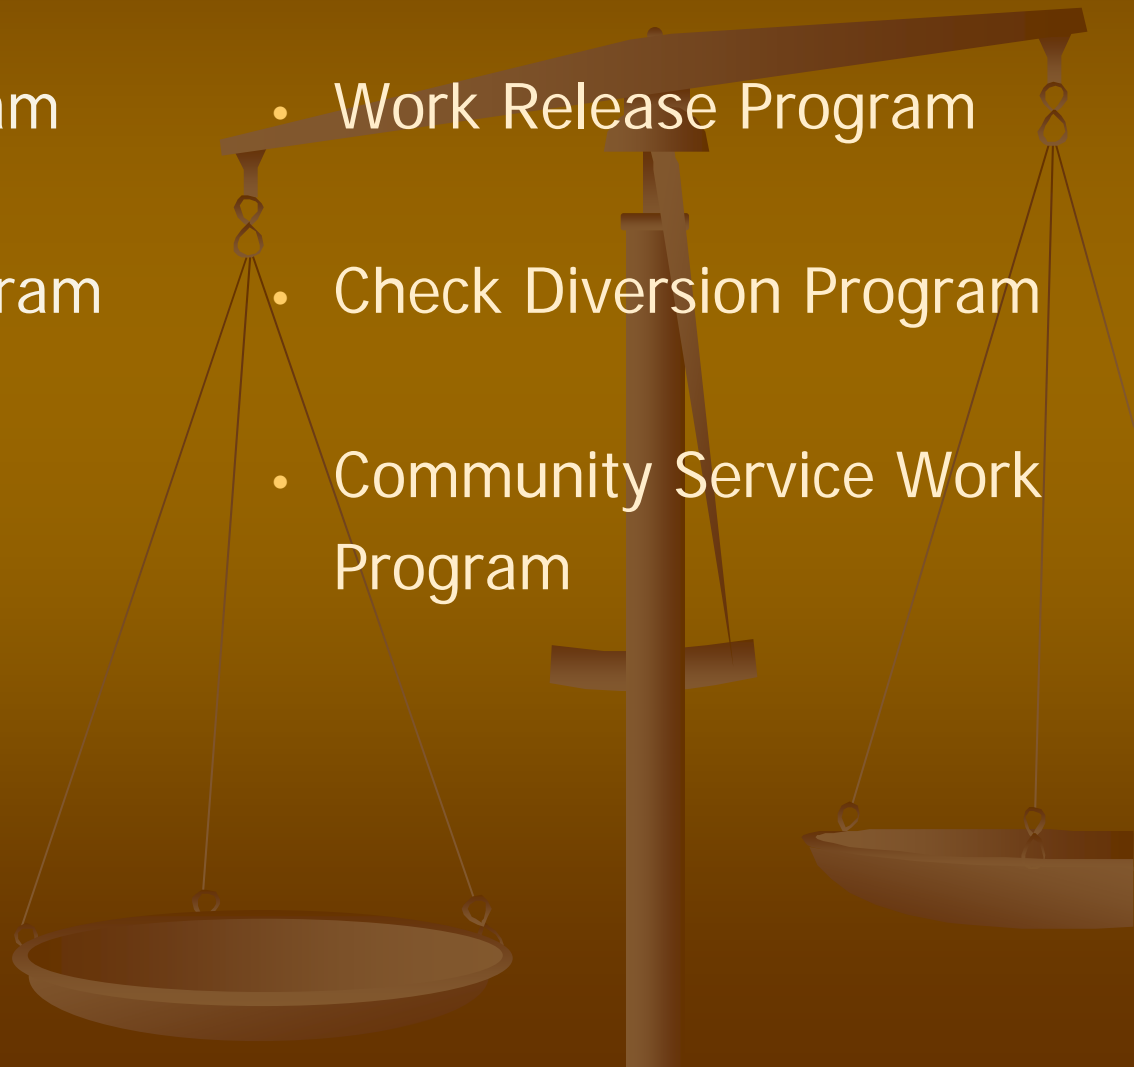 • Work Release Program
• Check Diversion Program
• Community Service Work
Program